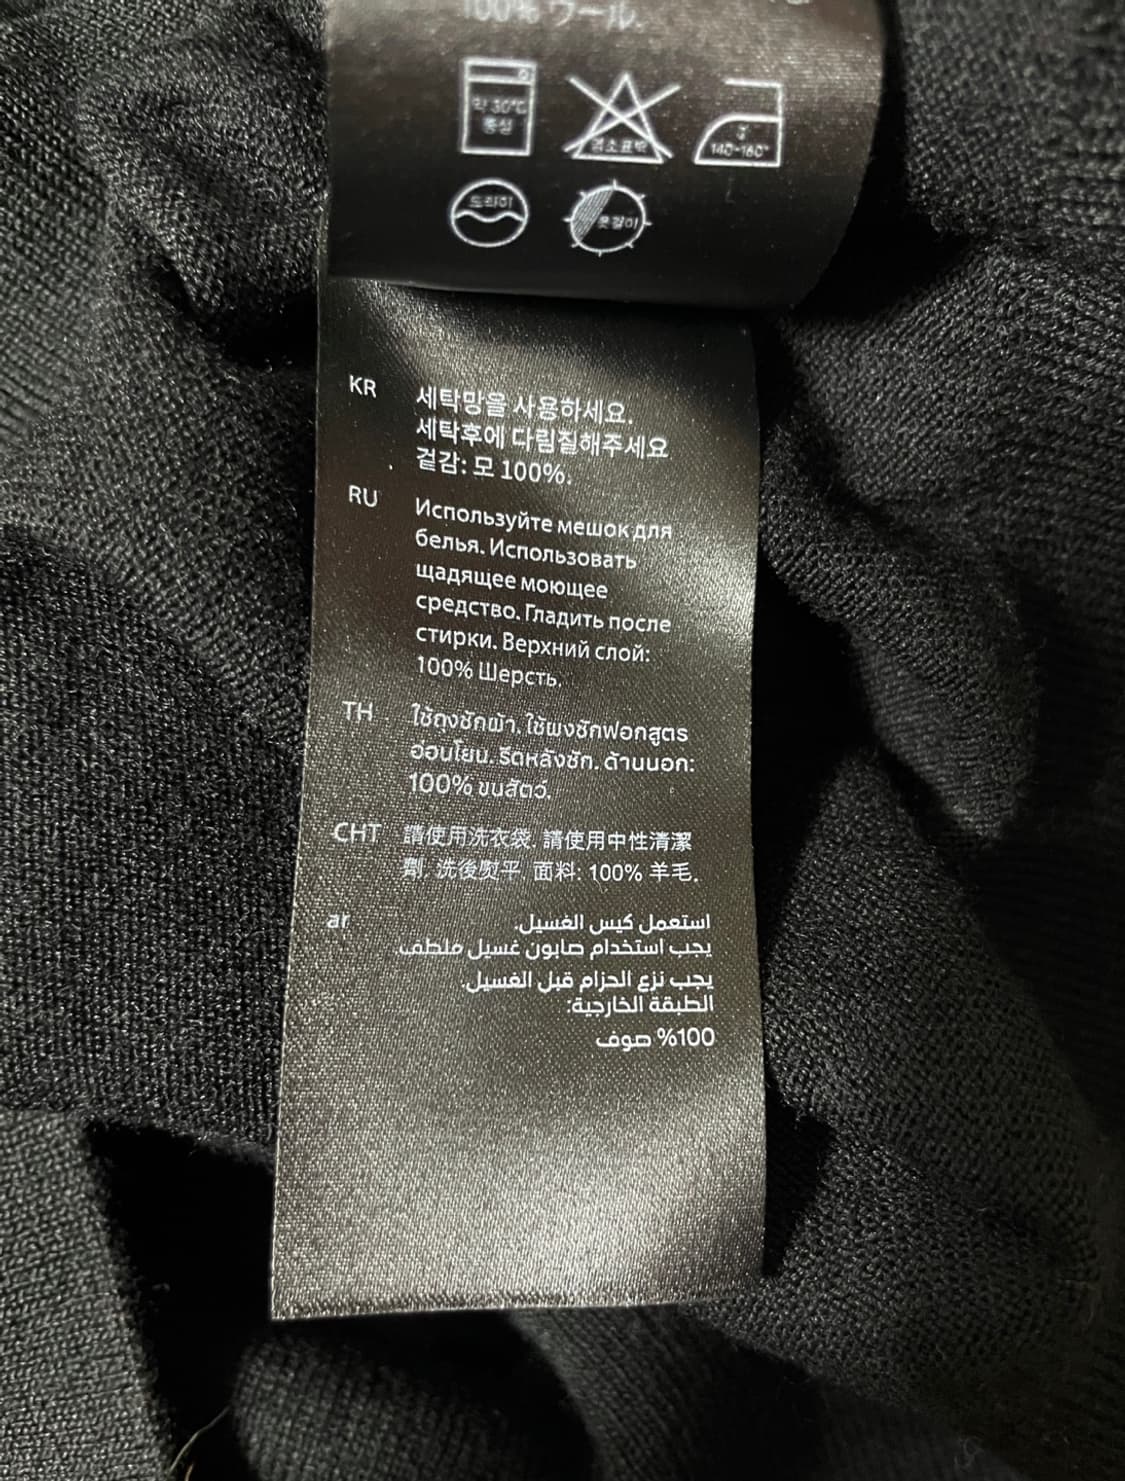 100% ウール.
약 30°C
중성
염소표백
3
140~160°
드라이
옷걸이
KR
세탁망을 사용하세요.
세탁후에 다림질해주세요
겉감: 모 100%.
RU
Используйте мешок для
белья. Использовать
щадящее моющее
средство. Гладить после
стирки. Верхний слой:
100% Шерсть.
TH
ใช้ถุงซักผ้า. ใช้ผงซักฟอกสูตร
อ่อนโยน. รีดหลังซัก. ด้านนอก:
100% ขนสัตว์.
CHT
請使用洗衣袋. 請使用中性清潔
劑. 洗後熨平. 面料: 100% 羊毛.
ar
استعمل كيس الغسيل.
يجب استخدام صابون غسيل ملطف.
يجب نزع الحزام قبل الغسيل
الطبقة الخارجية:
100% صوف